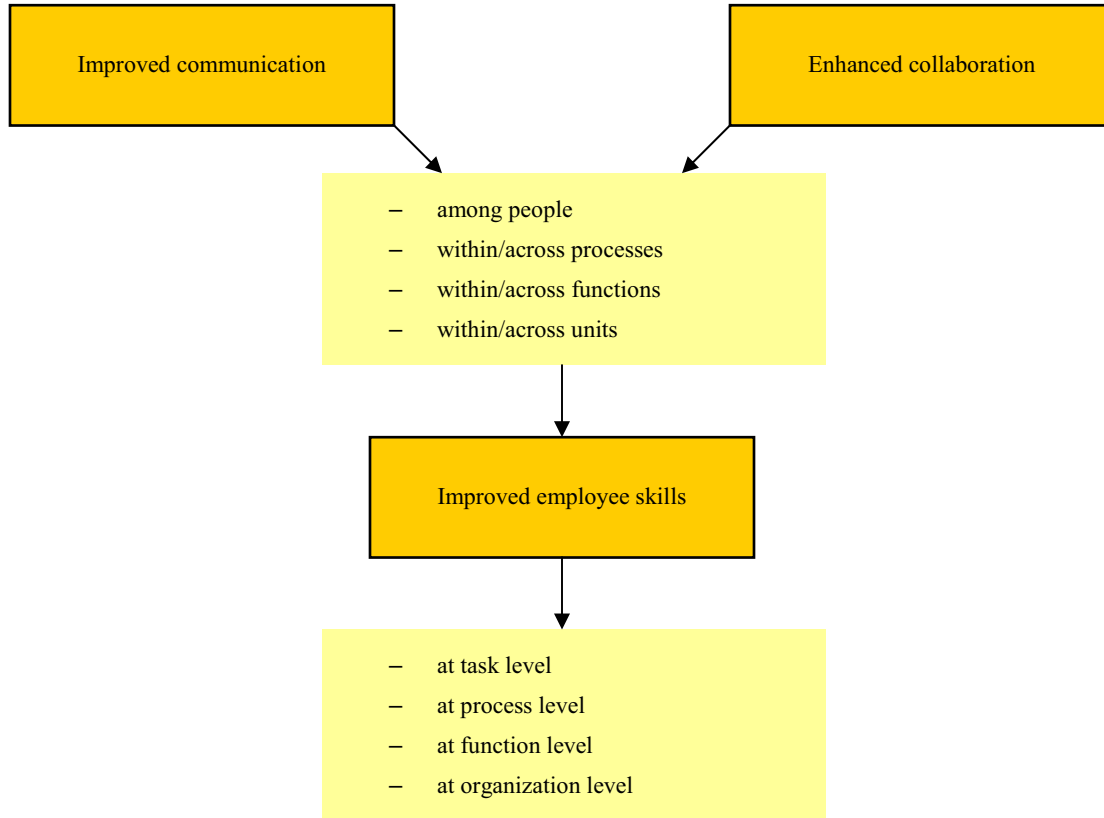 Improved communication
Enhanced collaboration
– among people
– within/across processes
– within/across functions
– within/across units
Improved employee skills
– at task level
– at process level
– at function level
– at organization level